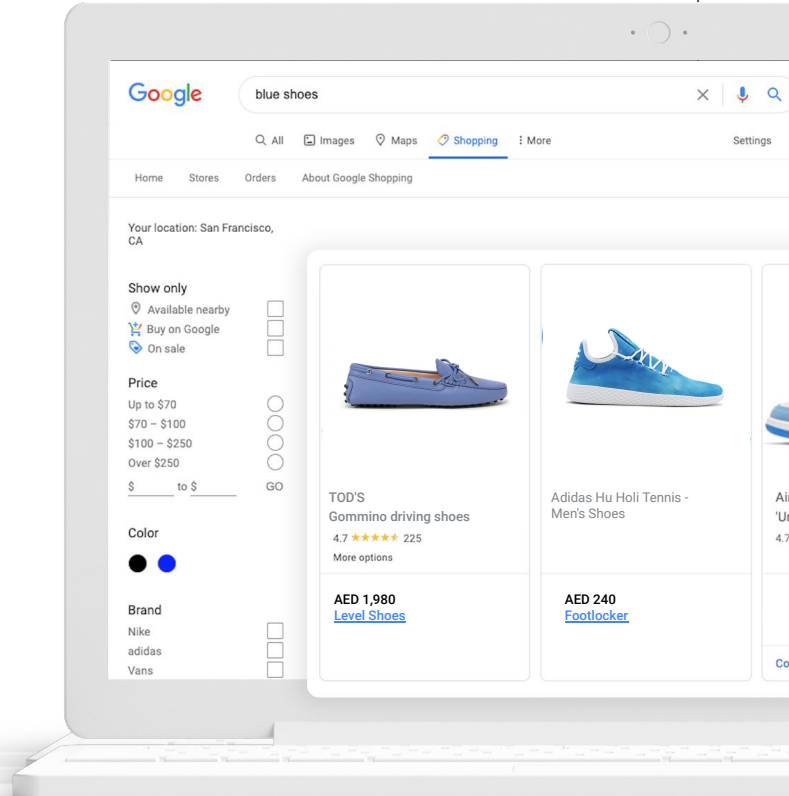 Google
blue shoes
All Images Maps Shopping More
Settings
Home Stores Orders About Google Shopping
Your location: San Francisco,
CA
Show only
Available nearby
Buy on Google
On sale
Price
Up to $70
$70 – $100
$100 – $250
Over $250
$ to $ GO
Color
Brand
Nike
adidas
Vans
TOD'S
Gommino driving shoes
4.7 225
More options
AED 1,980
Level Shoes
Adidas Hu Holi Tennis -
Men's Shoes
AED 240
Footlocker
4.7